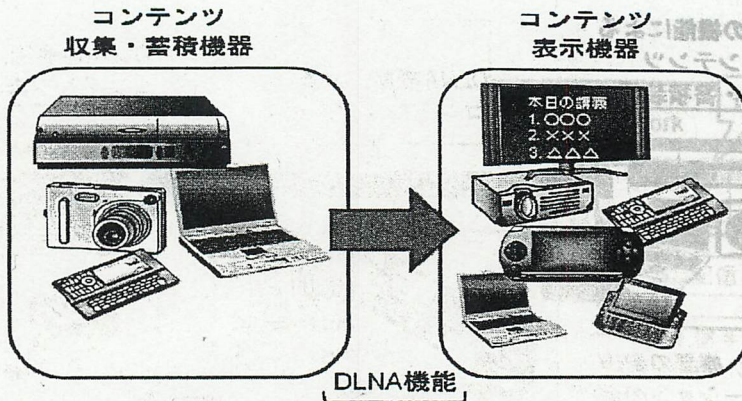 コンテンツ
収集・蓄積機器
コンテンツ
表示機器
本日の講義
1. ○○○
2. ×××
3. △△△
DLNA機能